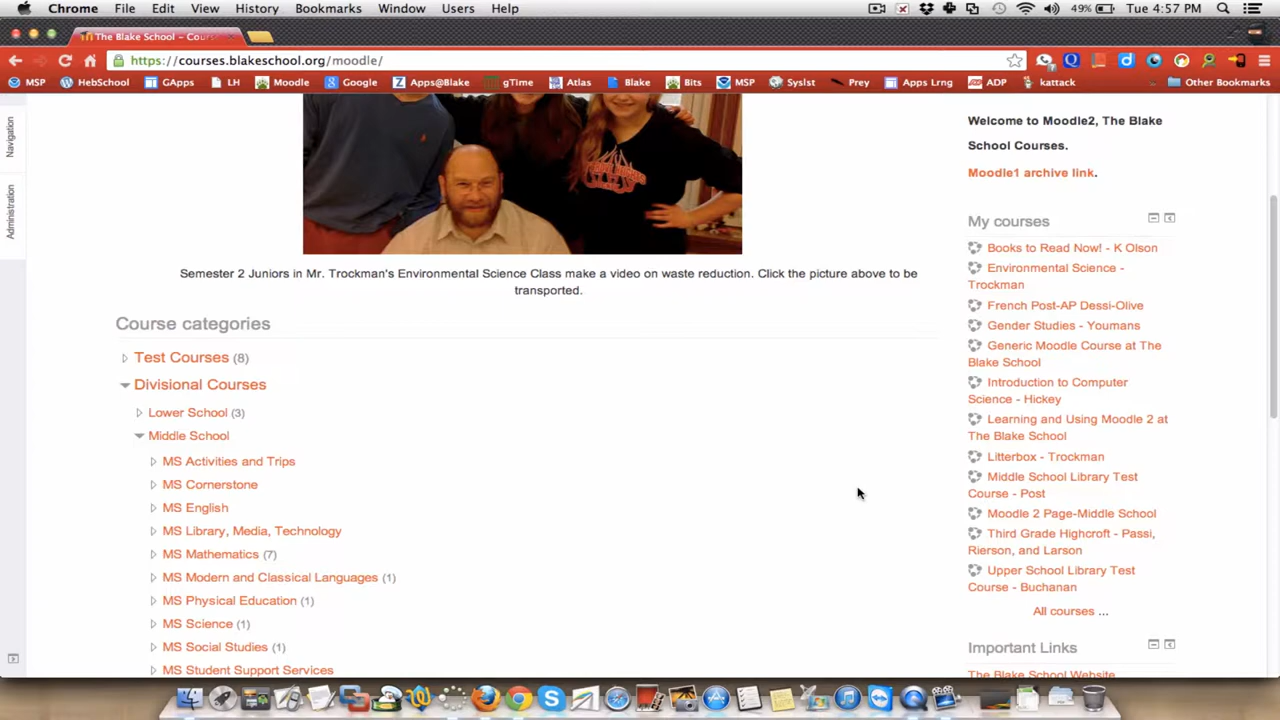 Chrome File Edit View History Bookmarks Window Users Help 49% Tue 4:57 PM
The Blake School – Cours
https://courses.blakeschool.org/moodle/
MSP HebSchool GApps LH Moodle Google Apps@Blake gTime Atlas Blake Bits MSP SysIst Prey Apps Lrng ADP kattack Other Bookmarks
Navigation
Administration
Semester 2 Juniors in Mr. Trockman's Environmental Science Class make a video on waste reduction. Click the picture above to be
transported.
Course categories
Test Courses (8)
Divisional Courses
Lower School (3)
Middle School
MS Activities and Trips
MS Cornerstone
MS English
MS Library, Media, Technology
MS Mathematics (7)
MS Modern and Classical Languages (1)
MS Physical Education (1)
MS Science (1)
MS Social Studies (1)
MS Student Support Services
Welcome to Moodle2, The Blake
School Courses.
Moodle1 archive link.
My courses
Books to Read Now! - K Olson
Environmental Science -
Trockman
French Post-AP Dessi-Olive
Gender Studies - Youmans
Generic Moodle Course at The
Blake School
Introduction to Computer
Science - Hickey
Learning and Using Moodle 2 at
The Blake School
Litterbox - Trockman
Middle School Library Test
Course - Post
Moodle 2 Page-Middle School
Third Grade Highcroft - Passi,
Rierson, and Larson
Upper School Library Test
Course - Buchanan
All courses ...
Important Links
The Blake School Website